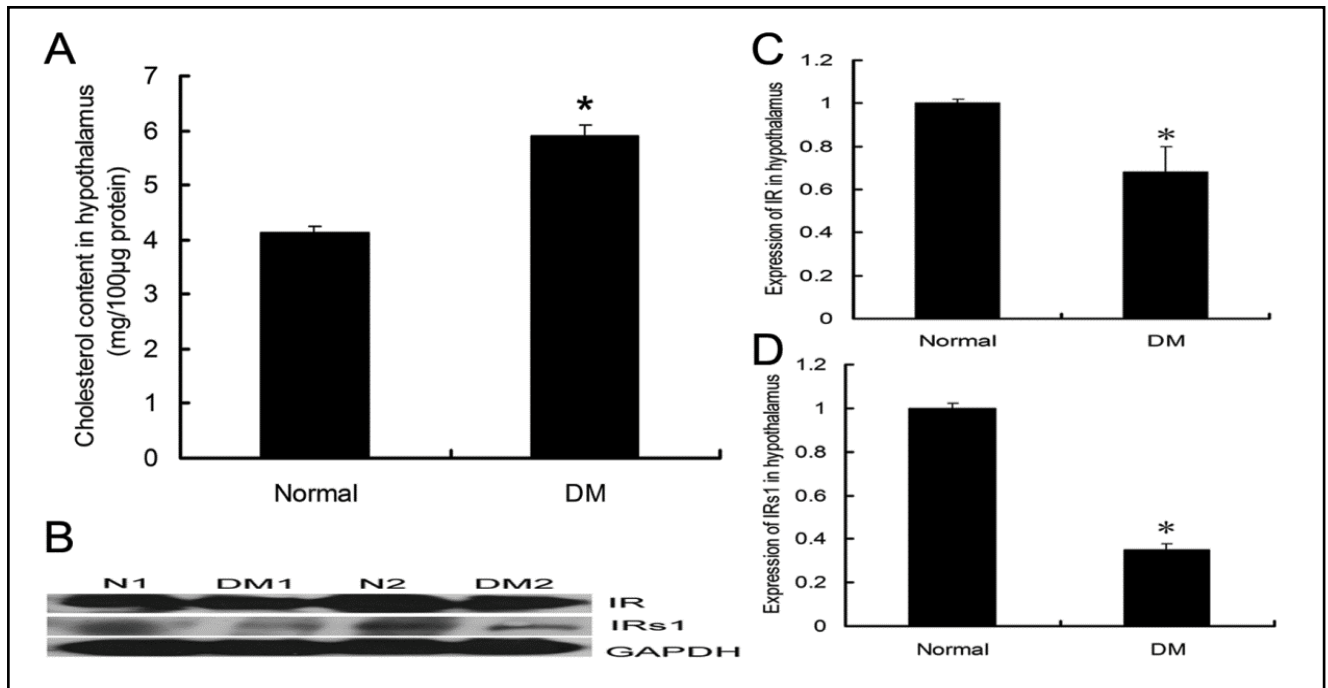 A
Cholesterol content in hypothalamus
(mg/100µg protein)
7
6
5
4
3
2
1
0
*
Normal DM
B
N1 DM1 N2 DM2
IR
IRs1
GAPDH
C
Expression of IR in hypothalamus
1.2
1
0.8
0.6
0.4
0.2
0
*
Normal DM
D
Expression of IRs1 in hypothalamus
1.2
1
0.8
0.6
0.4
0.2
0
*
Normal DM